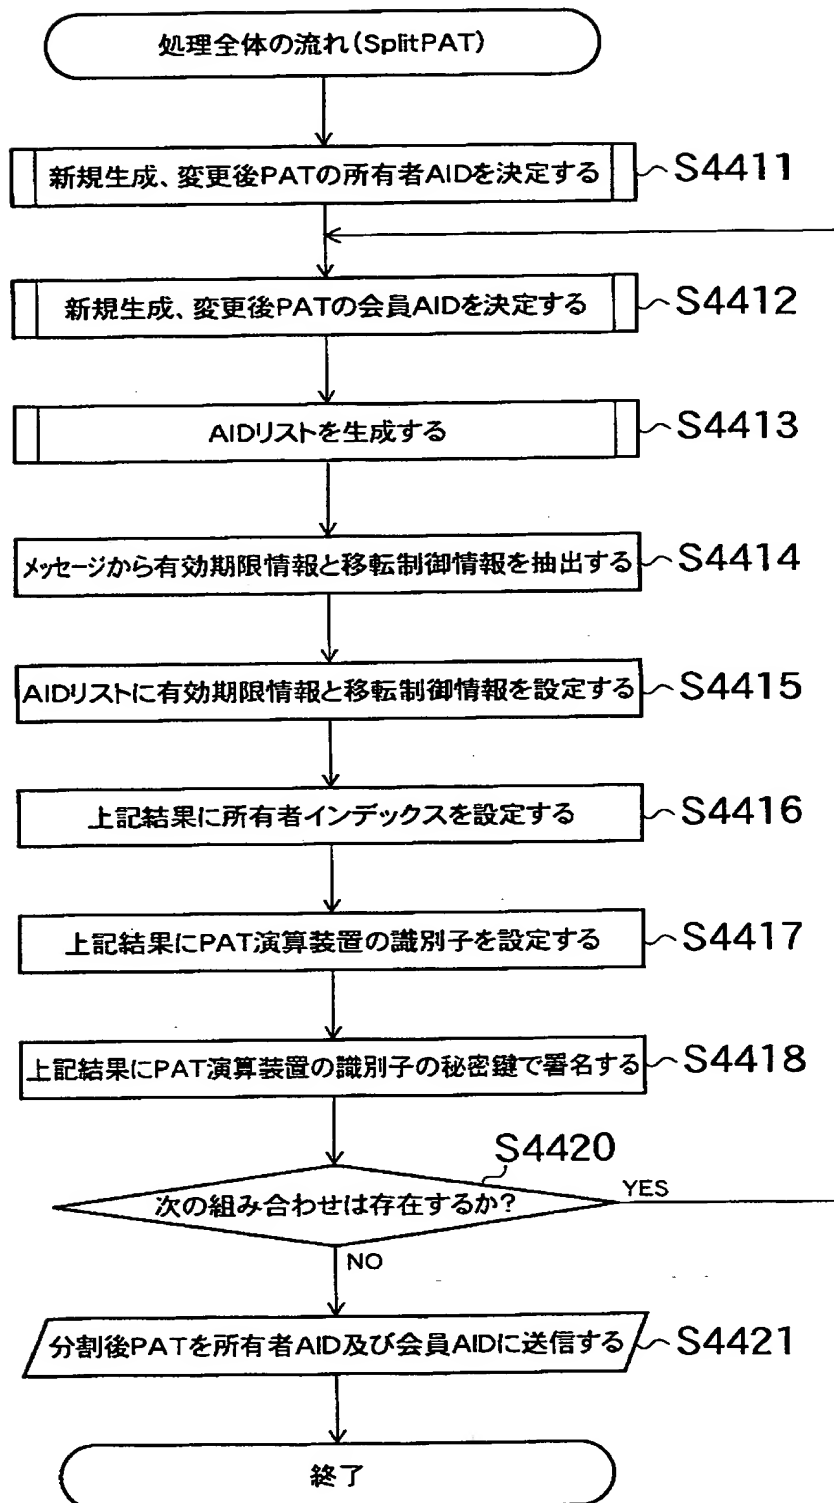 処理全体の流れ(SplitPAT)
新規生成、変更後PATの所有者AIDを決定する
S4411
新規生成、変更後PATの会員AIDを決定する
S4412
AIDリストを生成する
S4413
メッセージから有効期限情報と移転制御情報を抽出する
S4414
AIDリストに有効期限情報と移転制御情報を設定する
S4415
上記結果に所有者インデックスを設定する
S4416
上記結果にPAT演算装置の識別子を設定する
S4417
上記結果にPAT演算装置の識別子の秘密鍵で署名する
S4418
S4420
次の組み合わせは存在するか?
YES
NO
分割後PATを所有者AID及び会員AIDに送信する
S4421
終了